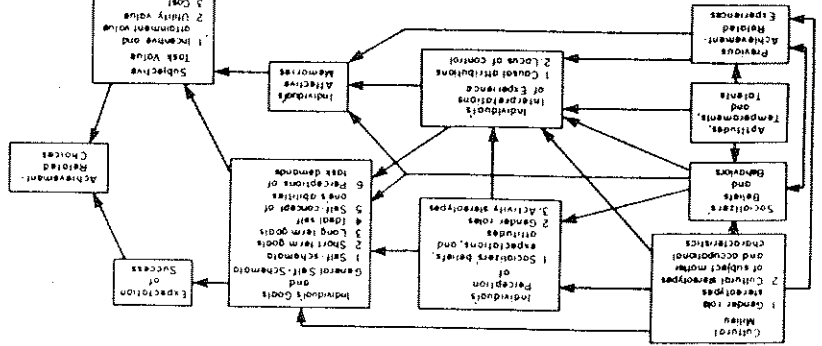 Cultural
Milieu
1 Gender role
stereotypes
2. Cultural stereotypes
of subject matter
and occupational
characteristics
Socializers'
Beliefs
and
Behaviors
Aptitudes,
Temperaments,
and
Talents
Previous
Achievement-
Related
Experiences
Individual's
Perception
of
1 Socializers' beliefs,
expectations, and
attitudes
2 Gender roles
3. Activity stereotypes
Individual's
Interpretations
of Experience
1 Causal attributions
2. Locus of control
Individual's Goals
and
General Self-Schemata
1 Self-schemata
2 Short term goals
3 Long term goals
4 Ideal self
5 Self-concept of
one's abilities
6 Perceptions of
task demands
Individual's
Affective
Memories
Expectation
of
Success
Subjective
Task Value
1. Incentive and
attainment value
2 Utility value
3 Cost
Achievement-
Related
Choices